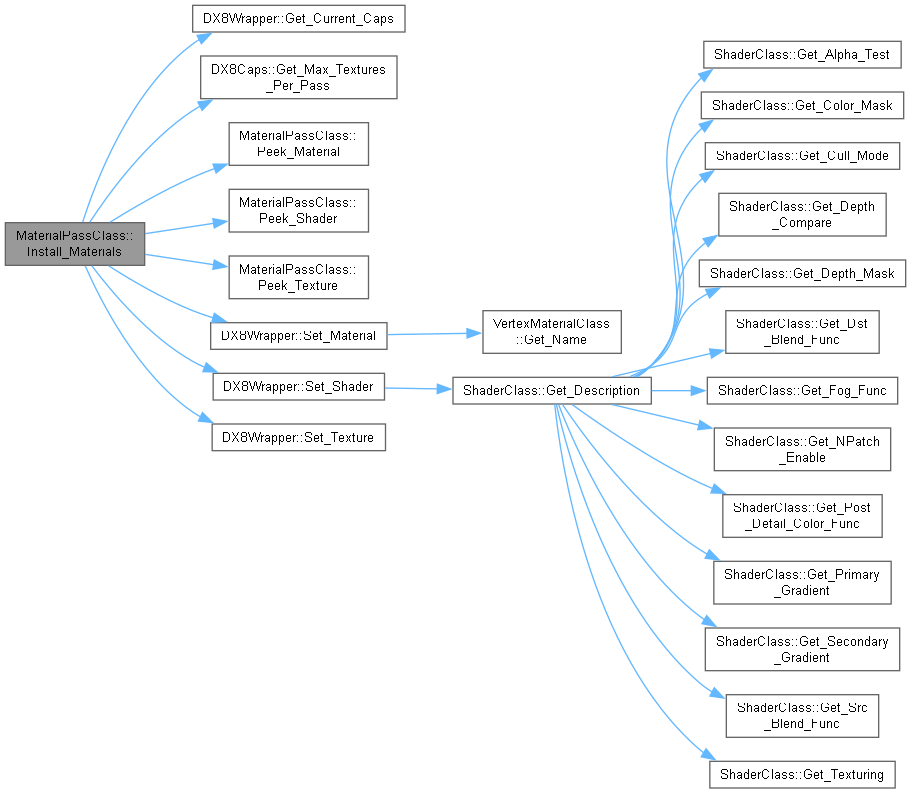 MaterialPassClass::
Install_Materials
DX8Wrapper::Get_Current_Caps
DX8Caps::Get_Max_Textures
_Per_Pass
MaterialPassClass::
Peek_Material
MaterialPassClass::
Peek_Shader
MaterialPassClass::
Peek_Texture
DX8Wrapper::Set_Material
DX8Wrapper::Set_Shader
DX8Wrapper::Set_Texture
VertexMaterialClass
::Get_Name
ShaderClass::Get_Description
ShaderClass::Get_Alpha_Test
ShaderClass::Get_Color_Mask
ShaderClass::Get_Cull_Mode
ShaderClass::Get_Depth
_Compare
ShaderClass::Get_Depth_Mask
ShaderClass::Get_Dst
_Blend_Func
ShaderClass::Get_Fog_Func
ShaderClass::Get_NPatch
_Enable
ShaderClass::Get_Post
_Detail_Color_Func
ShaderClass::Get_Primary
_Gradient
ShaderClass::Get_Secondary
_Gradient
ShaderClass::Get_Src
_Blend_Func
ShaderClass::Get_Texturing